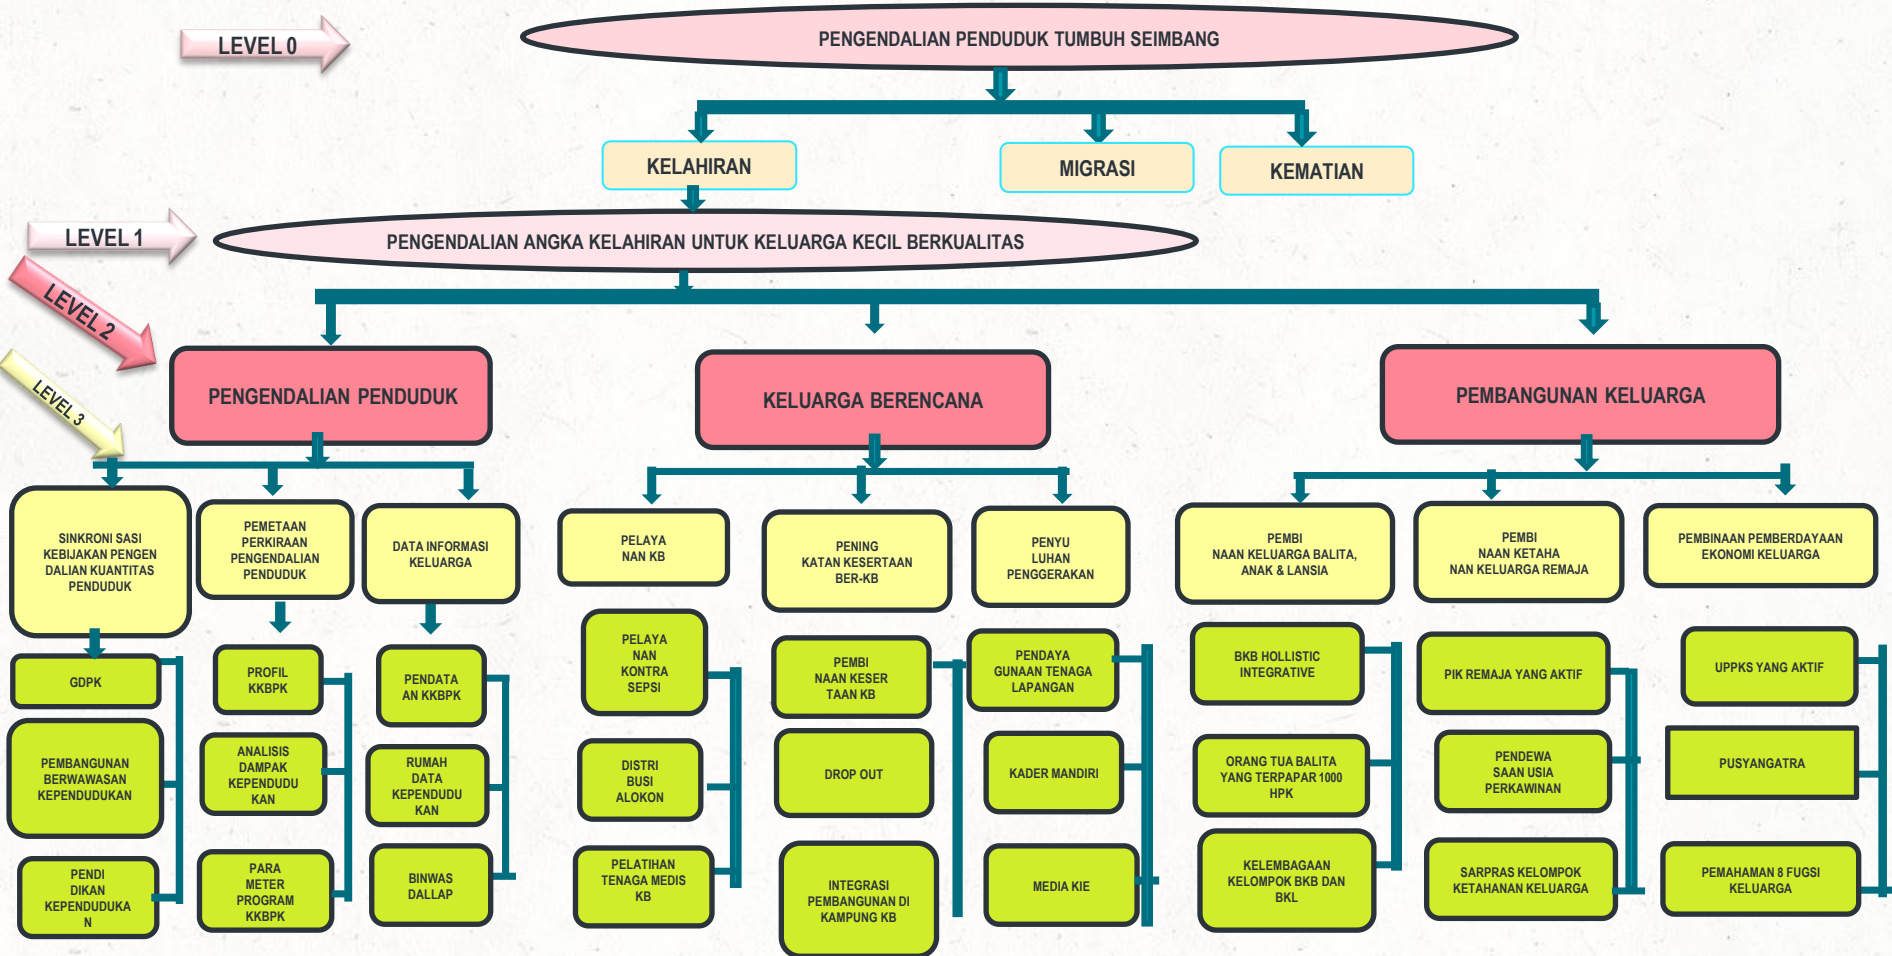 LEVEL 0
PENGENDALIAN PENDUDUK TUMBUH SEIMBANG
KELAHIRAN
MIGRASI
KEMATIAN
LEVEL 1
PENGENDALIAN ANGKA KELAHIRAN UNTUK KELUARGA KECIL BERKUALITAS
LEVEL 2
PENGENDALIAN PENDUDUK
KELUARGA BERENCANA
PEMBANGUNAN KELUARGA
LEVEL 3
SINKRONI SASI
KEBIJAKAN PENGEN
DALIAN KUANTITAS
PENDUDUK
PEMETAAN
PERKIRAAN
PENGENDALIAN
PENDUDUK
DATA INFORMASI
KELUARGA
PELAYA
NAN KB
PENING
KATAN KESERTAAN
BER-KB
PENYU
LUHAN
PENGGERAKAN
PEMBI
NAAN KELUARGA BALITA,
ANAK & LANSIA
PEMBI
NAAN KETAHA
NAN KELUARGA REMAJA
PEMBINAAN PEMBERDAYAAN
EKONOMI KELUARGA
GDPK
PROFIL
KKBPK
PENDATA
AN KKBPK
PELAYA
NAN
KONTRA
SEPSI
PEMBI
NAAN KESER
TAAN KB
PENDAYA
GUNAAN TENAGA
LAPANGAN
BKB HOLLISTIC
INTEGRATIVE
PIK REMAJA YANG AKTIF
UPPKS YANG AKTIF
PEMBANGUNAN
BERWAWASAN
KEPENDUDUKAN
ANALISIS
DAMPAK
KEPENDUDU
KAN
RUMAH
DATA
KEPENDUDU
KAN
DISTRI
BUSI
ALOKON
DROP OUT
KADER MANDIRI
ORANG TUA BALITA
YANG TERPAPAR 1000
HPK
PENDEWA
SAAN USIA
PERKAWINAN
PUSYANGATRA
PENDI
DIKAN
KEPENDUDUKA
N
PARA
METER
PROGRAM
KKBPK
BINWAS
DALLAP
PELATIHAN
TENAGA MEDIS
KB
INTEGRASI
PEMBANGUNAN DI
KAMPUNG KB
MEDIA KIE
KELEMBAGAAN
KELOMPOK BKB DAN
BKL
SARPRAS KELOMPOK
KETAHANAN KELUARGA
PEMAHAMAN 8 FUGSI
KELUARGA